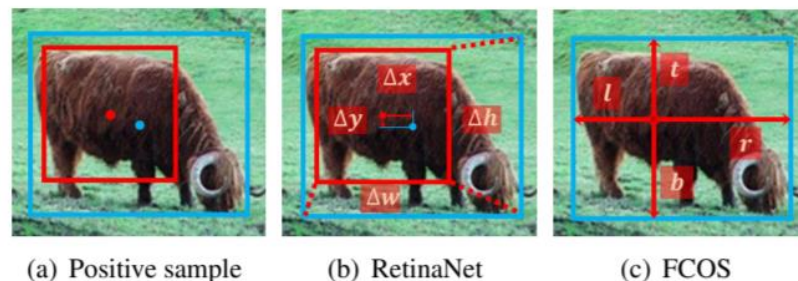 Δx
Δy
Δh
Δw
t
l
r
b
(a) Positive sample
(b) RetinaNet
(c) FCOS